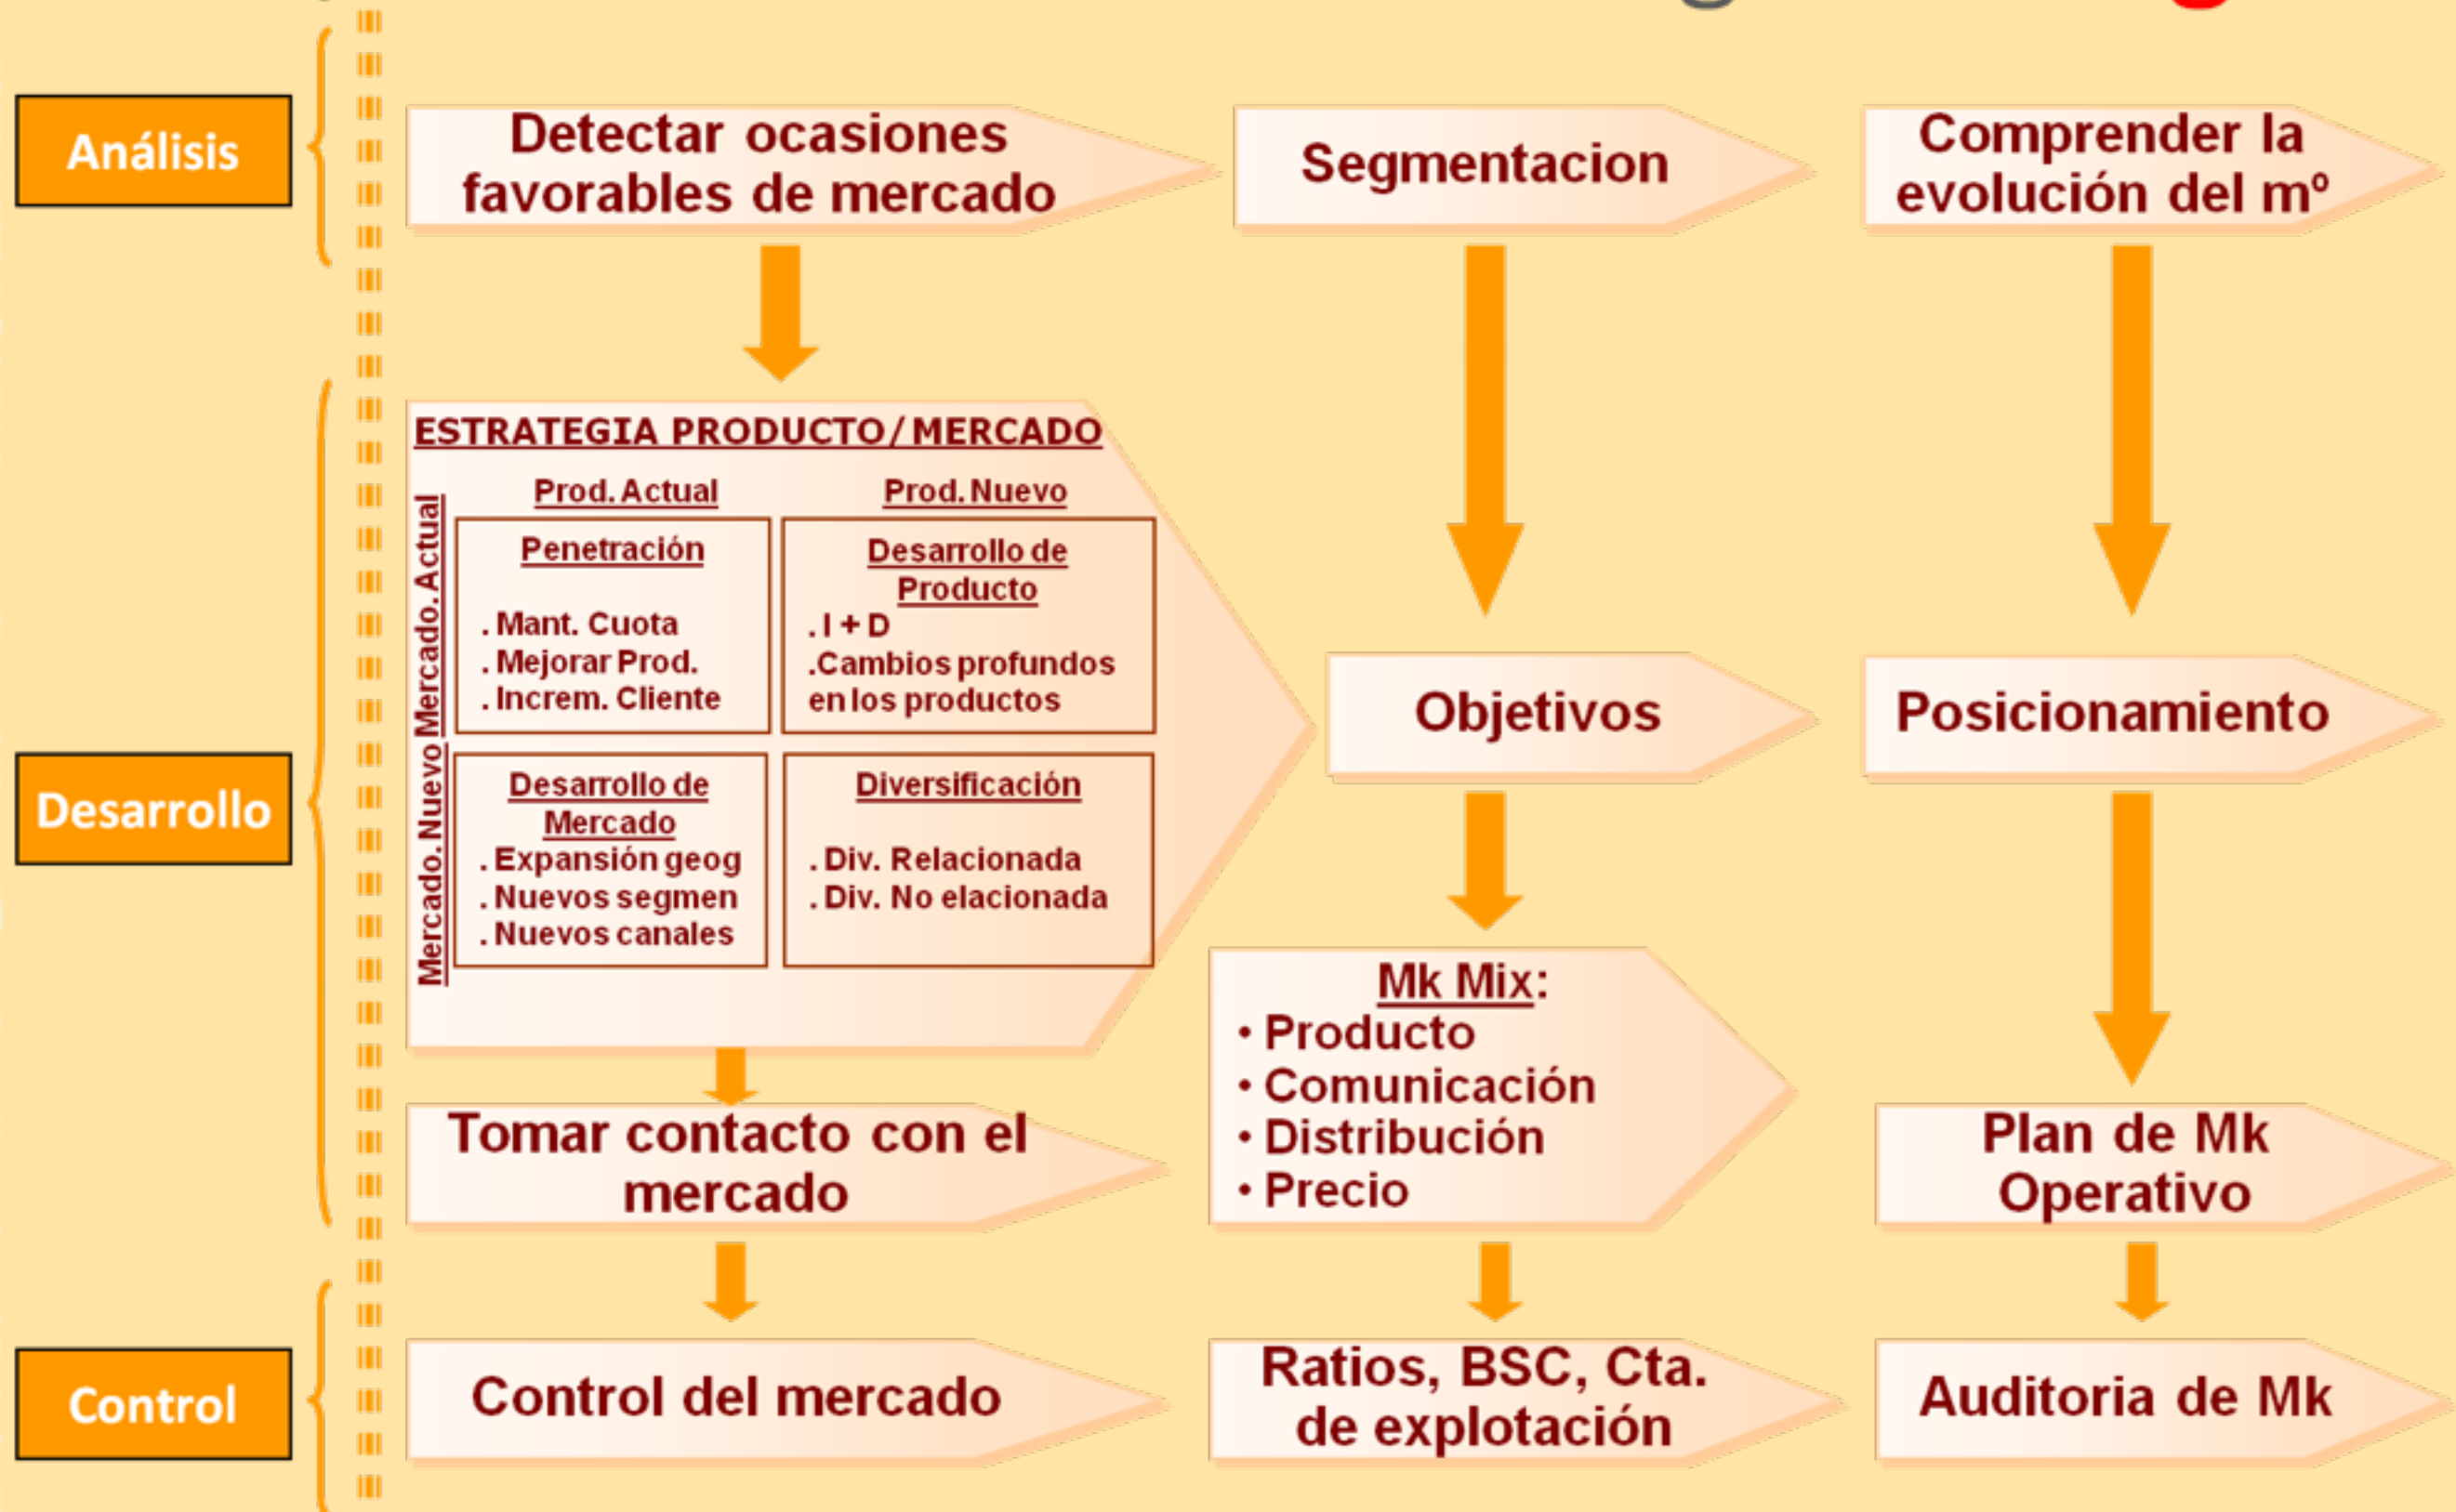 Análisis
Detectar ocasiones
favorables de mercado
Segmentacion
Comprender la
evolución del mº
Desarrollo
ESTRATEGIA PRODUCTO/MERCADO
Prod. Actual
Prod. Nuevo
Mercado. Actual
Penetración
. Mant. Cuota
. Mejorar Prod.
. Increm. Cliente
Desarrollo de
Producto
. I + D
.Cambios profundos
en los productos
Mercado. Nuevo
Desarrollo de
Mercado
. Expansión geog
. Nuevos segmen
. Nuevos canales
Diversificación
. Div. Relacionada
. Div. No elacionada
Objetivos
Posicionamiento
Tomar contacto con el
mercado
Mk Mix:
• Producto
• Comunicación
• Distribución
• Precio
Plan de Mk
Operativo
Control
Control del mercado
Ratios, BSC, Cta.
de explotación
Auditoria de Mk